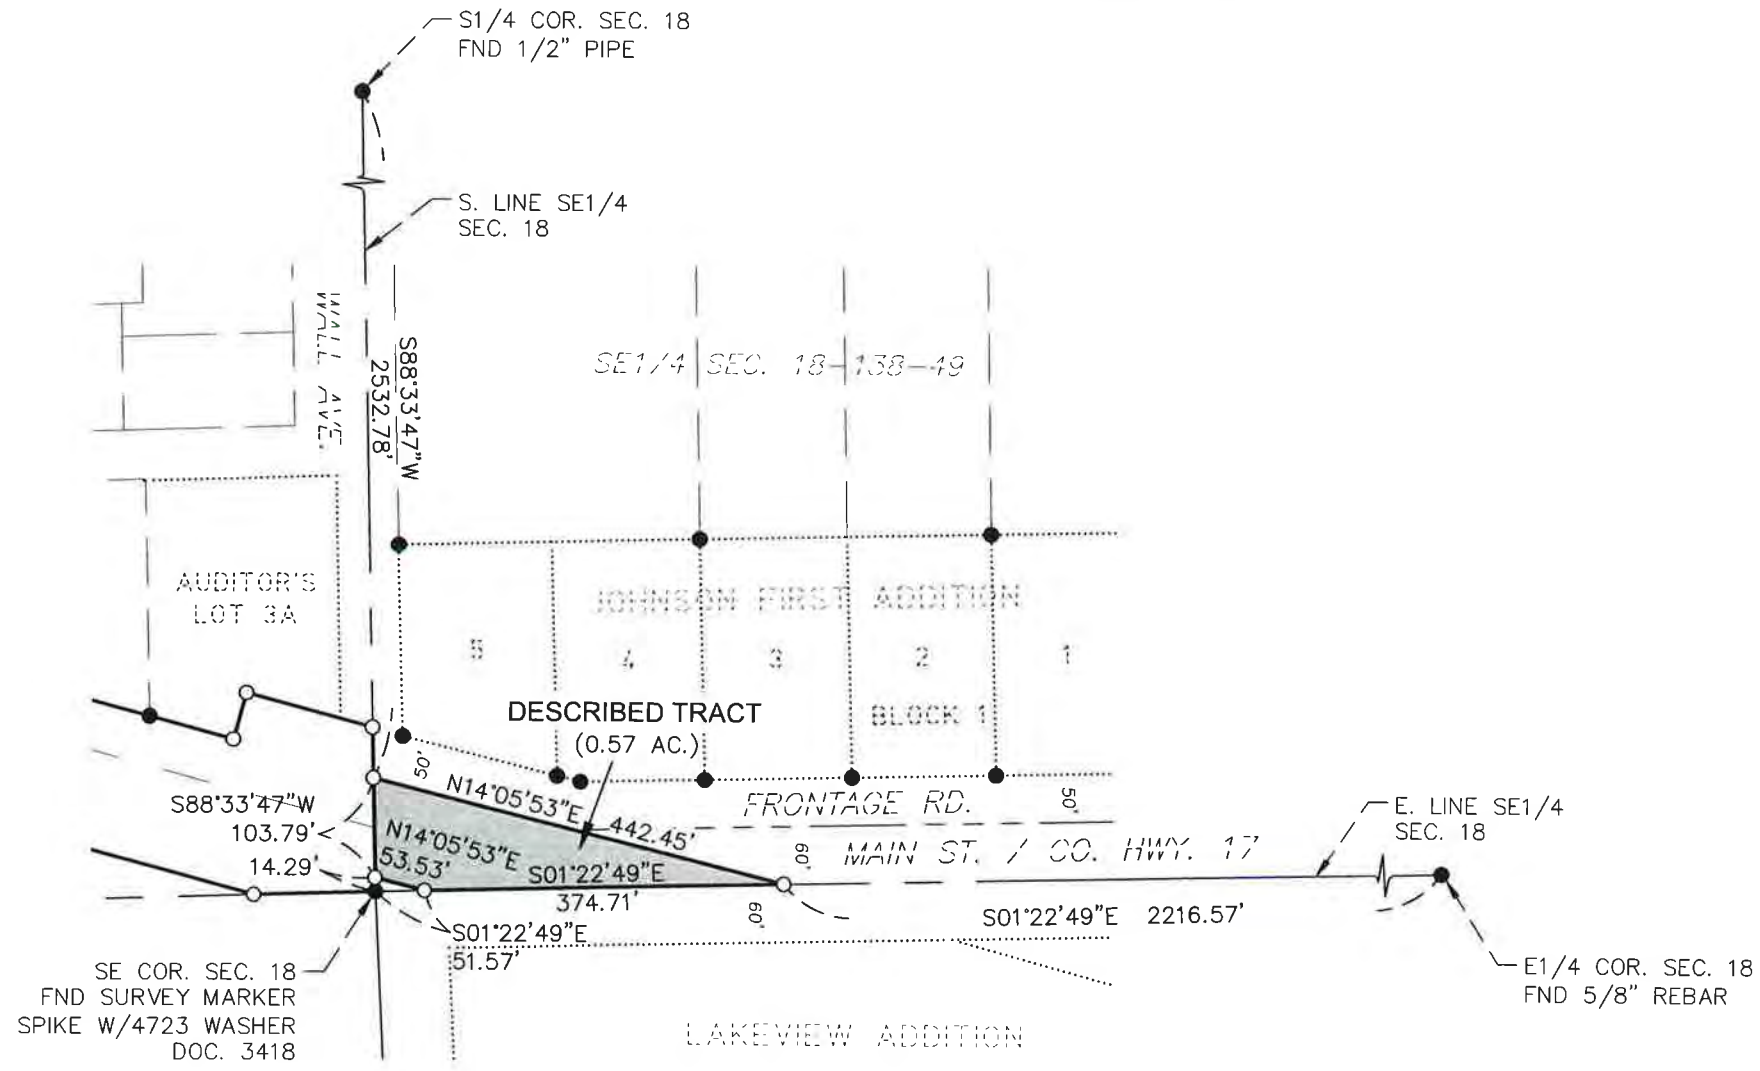 S1/4 COR. SEC. 18
FND 1/2" PIPE
S. LINE SE1/4
SEC. 18
WALL AVE.
WALL AVE.
S88°33'47"W
2532.78'
SE1/4 SEC. 18-138-49
AUDITOR'S
LOT 3A
JOHNSON FIRST ADDITION
5
4
3
2
1
BLOCK 1
DESCRIBED TRACT
(0.57 AC.)
50'
N14°05'53"E 442.45'
FRONTAGE RD.
50'
S88°33'47"W
103.79'
14.29'
N14°05'53"E
53.53'
S01°22'49"E
374.71'
60'
MAIN ST. / CO. HWY. 17
60'
E. LINE SE1/4
SEC. 18
S01°22'49"E
51.57'
S01°22'49"E 2216.57'
SE COR. SEC. 18
FND SURVEY MARKER
SPIKE W/4723 WASHER
DOC. 3418
E1/4 COR. SEC. 18
FND 5/8" REBAR
LAKEVIEW ADDITION